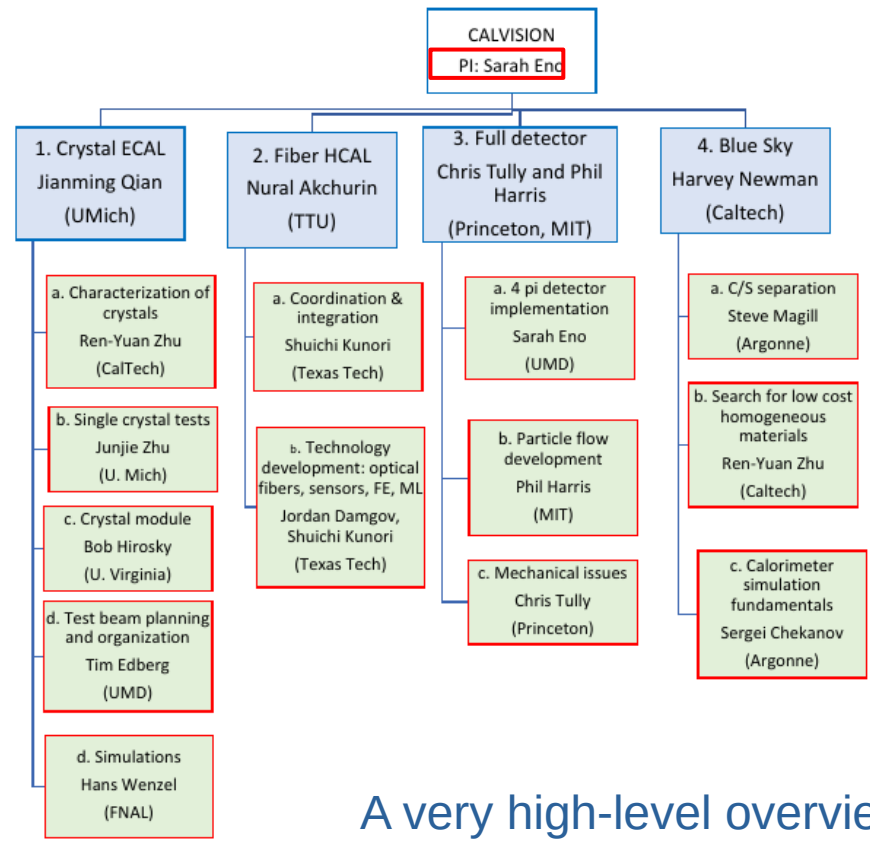 CALVISION
PI: Sarah Eno
1. Crystal ECAL
Jianming Qian
(UMich)
a. Characterization of
crystals
Ren-Yuan Zhu
(CalTech)
b. Single crystal tests
Junjie Zhu
(U. Mich)
c. Crystal module
Bob Hirosky
(U. Virginia)
d. Test beam planning
and organization
Tim Edberg
(UMD)
d. Simulations
Hans Wenzel
(FNAL)
2. Fiber HCAL
Nural Akchurin
(TTU)
a. Coordination &
integration
Shuichi Kunori
(Texas Tech)
b. Technology
development: optical
fibers, sensors, FE, ML
Jordan Damgov,
Shuichi Kunori
(Texas Tech)
3. Full detector
Chris Tully and Phil
Harris
(Princeton, MIT)
a. 4 pi detector
implementation
Sarah Eno
(UMD)
b. Particle flow
development
Phil Harris
(MIT)
c. Mechanical issues
Chris Tully
(Princeton)
4. Blue Sky
Harvey Newman
(Caltech)
a. C/S separation
Steve Magill
(Argonne)
b. Search for low cost
homogeneous
materials
Ren-Yuan Zhu
(Caltech)
c. Calorimeter
simulation
fundamentals
Sergei Chekanov
(Argonne)
A very high-level overvie